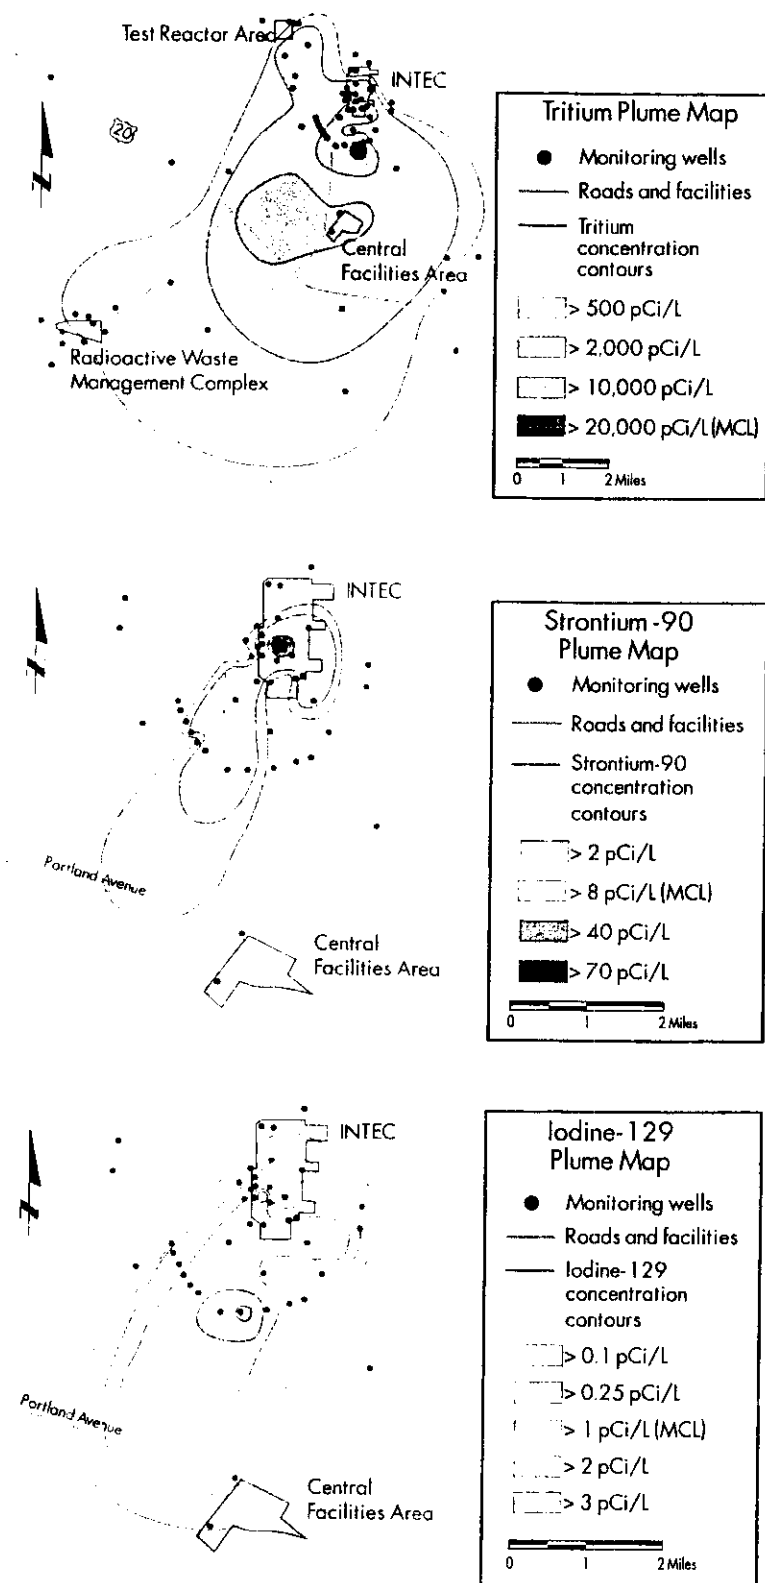 Test Reactor Area
INTEC
20
N
Central
Facilities Area
Radioactive Waste
Management Complex
Tritium Plume Map
Monitoring wells
Roads and facilities
Tritium
concentration
contours
> 500 pCi/L
> 2,000 pCi/L
> 10,000 pCi/L
> 20,000 pCi/L (MCL)
0 1 2 Miles
INTEC
N
Portland Avenue
Central
Facilities Area
Strontium-90
Plume Map
Monitoring wells
Roads and facilities
Strontium-90
concentration
contours
> 2 pCi/L
> 8 pCi/L (MCL)
> 40 pCi/L
> 70 pCi/L
0 1 2 Miles
INTEC
N
Portland Avenue
Central
Facilities Area
Iodine-129
Plume Map
Monitoring wells
Roads and facilities
Iodine-129
concentration
contours
> 0.1 pCi/L
> 0.25 pCi/L
> 1 pCi/L (MCL)
> 2 pCi/L
> 3 pCi/L
0 1 2 Miles